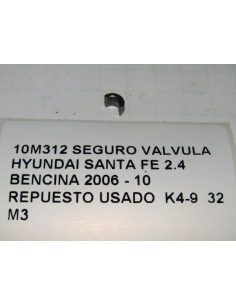 10M312 SEGURO VALVULA
HYUNDAI SANTA FE 2.4
BENCINA 2006 - 10
REPUESTO USADO K4-9 32
M3